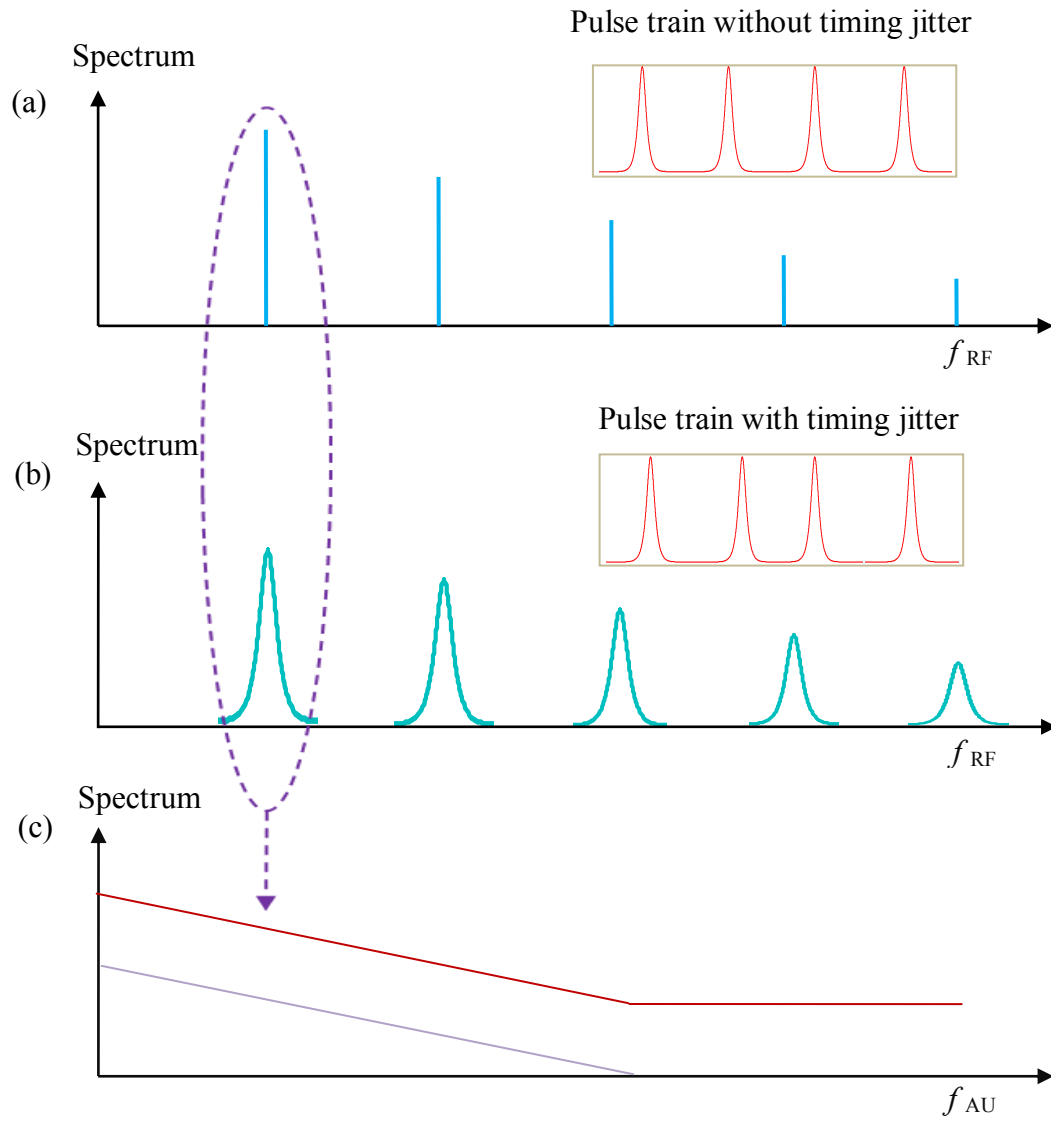 Pulse train without timing jitter
Spectrum
(a)
f RF
Pulse train with timing jitter
Spectrum
(b)
f RF
Spectrum
(c)
f AU